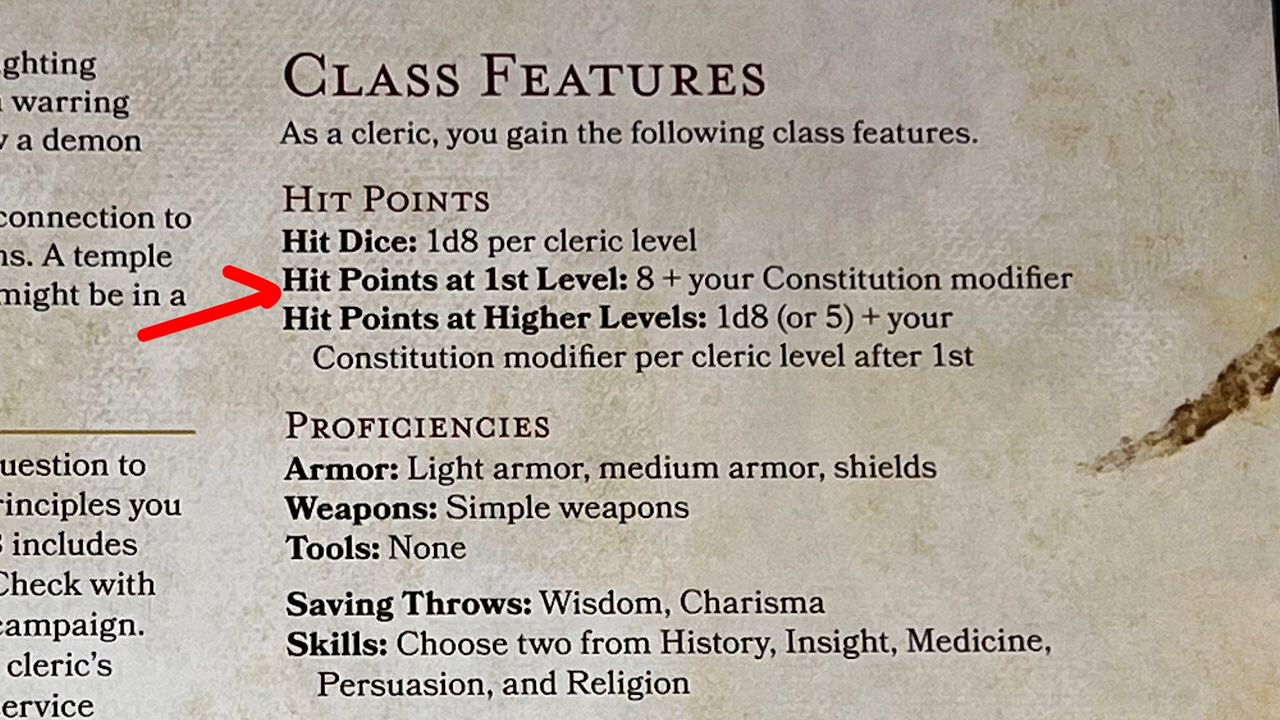 ghting
warring
a demon
connection to
ns. A temple
might be in a
uestion to
rinciples you
includes
Check with
campaign.
cleric's
ervice
CLASS FEATURES
As a cleric, you gain the following class features.
HIT POINTS
Hit Dice: 1d8 per cleric level
Hit Points at 1st Level: 8 + your Constitution modifier
Hit Points at Higher Levels: 1d8 (or 5) + your
Constitution modifier per cleric level after 1st
PROFICIENCIES
Armor: Light armor, medium armor, shields
Weapons: Simple weapons
Tools: None
Saving Throws: Wisdom, Charisma
Skills: Choose two from History, Insight, Medicine,
Persuasion, and Religion